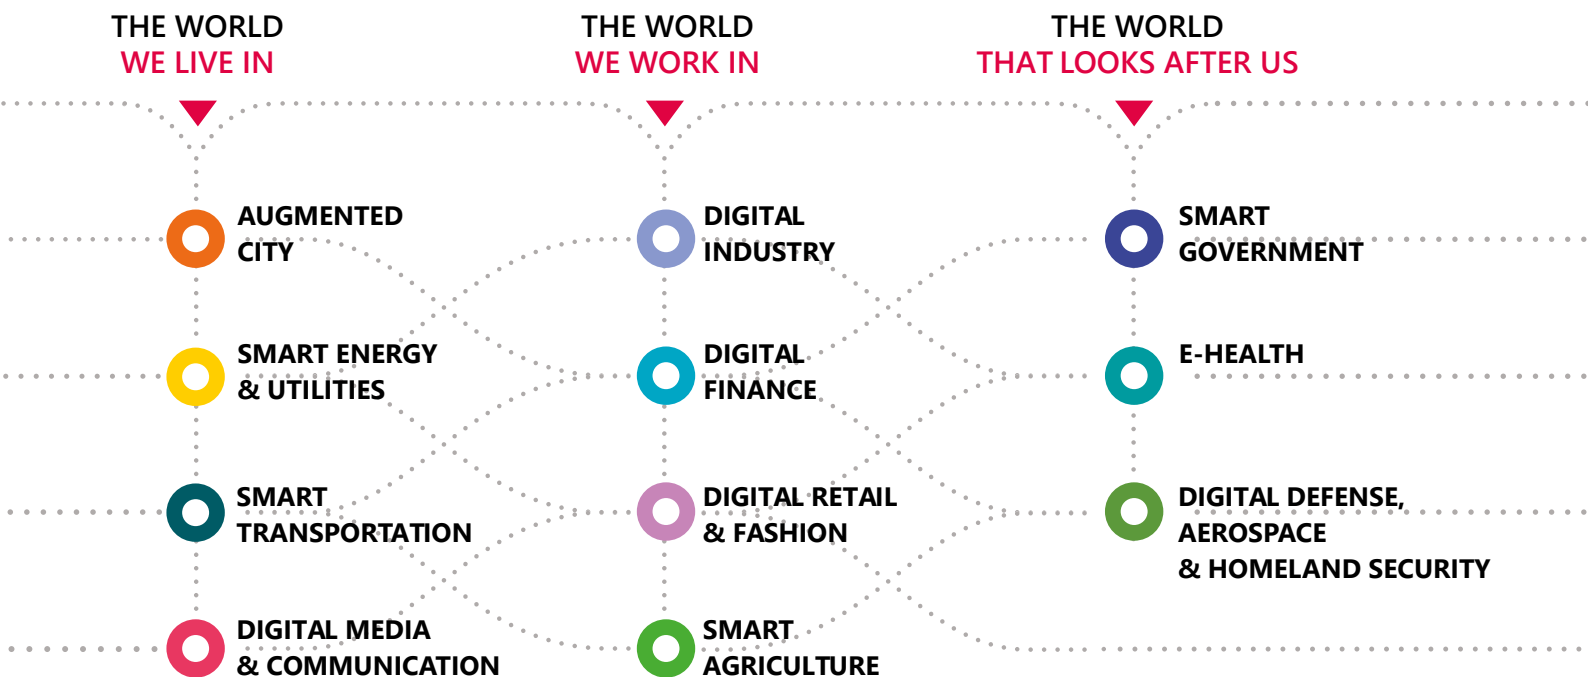 THE WORLD
WE LIVE IN
AUGMENTED
CITY
SMART ENERGY
& UTILITIES
SMART
TRANSPORTATION
DIGITAL MEDIA
& COMMUNICATION
THE WORLD
WE WORK IN
DIGITAL
INDUSTRY
DIGITAL
FINANCE
DIGITAL RETAIL
& FASHION
SMART
AGRICULTURE
THE WORLD
THAT LOOKS AFTER US
SMART
GOVERNMENT
E-HEALTH
DIGITAL DEFENSE,
AEROSPACE
& HOMELAND SECURITY